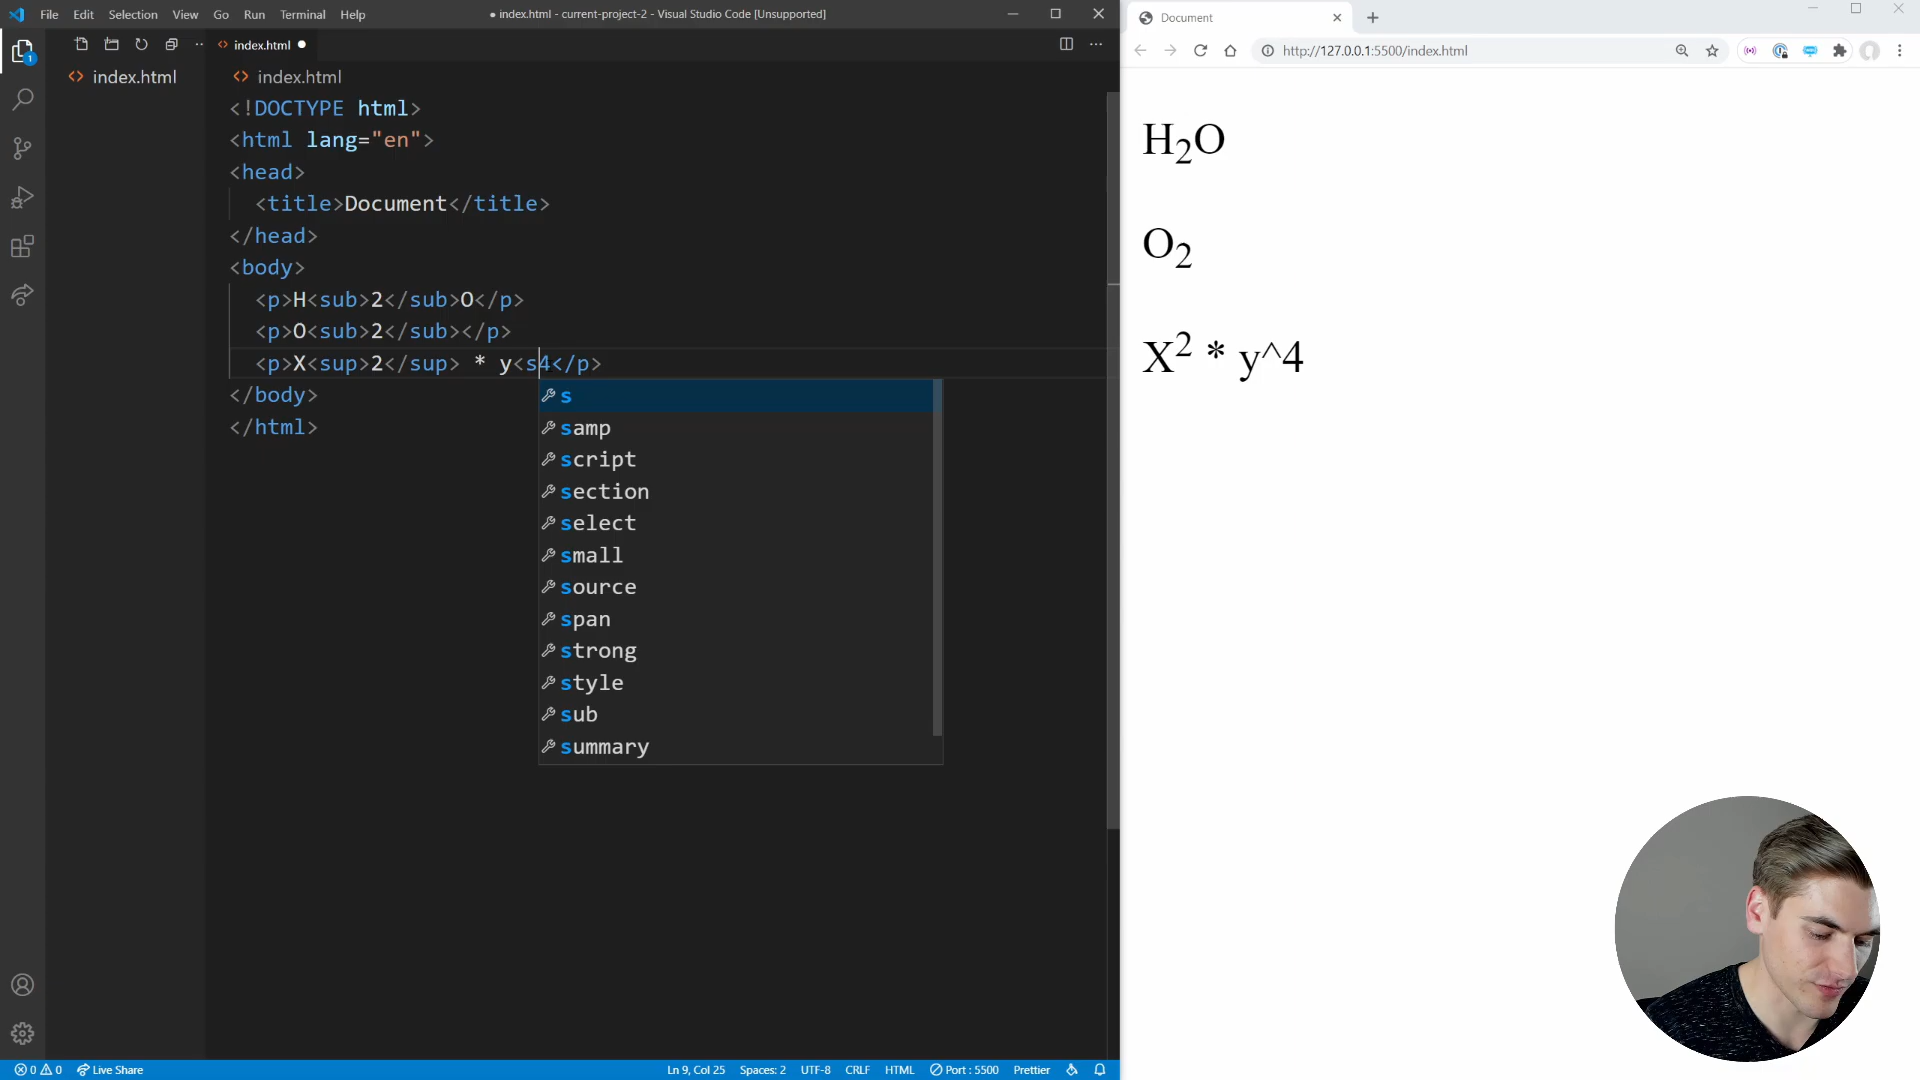 File Edit Selection View Go Run Terminal Help
● index.html - current-project-2 - Visual Studio Code [Unsupported]
index.html ●
index.html
index.html
<!DOCTYPE html>
<html lang="en">
<head>
<title>Document</title>
</head>
<body>
<p>H<sub>2</sub>O</p>
<p>O<sub>2</sub></p>
<p>X<sup>2</sup> * y<s4</p>
</body>
</html>
s
samp
script
section
select
small
source
span
strong
style
sub
summary
1
0 0 Live Share
Ln 9, Col 25 Spaces: 2 UTF-8 CRLF HTML Port : 5500 Prettier
Document
http://127.0.0.1:5500/index.html
H₂O
O₂
X² * y^4